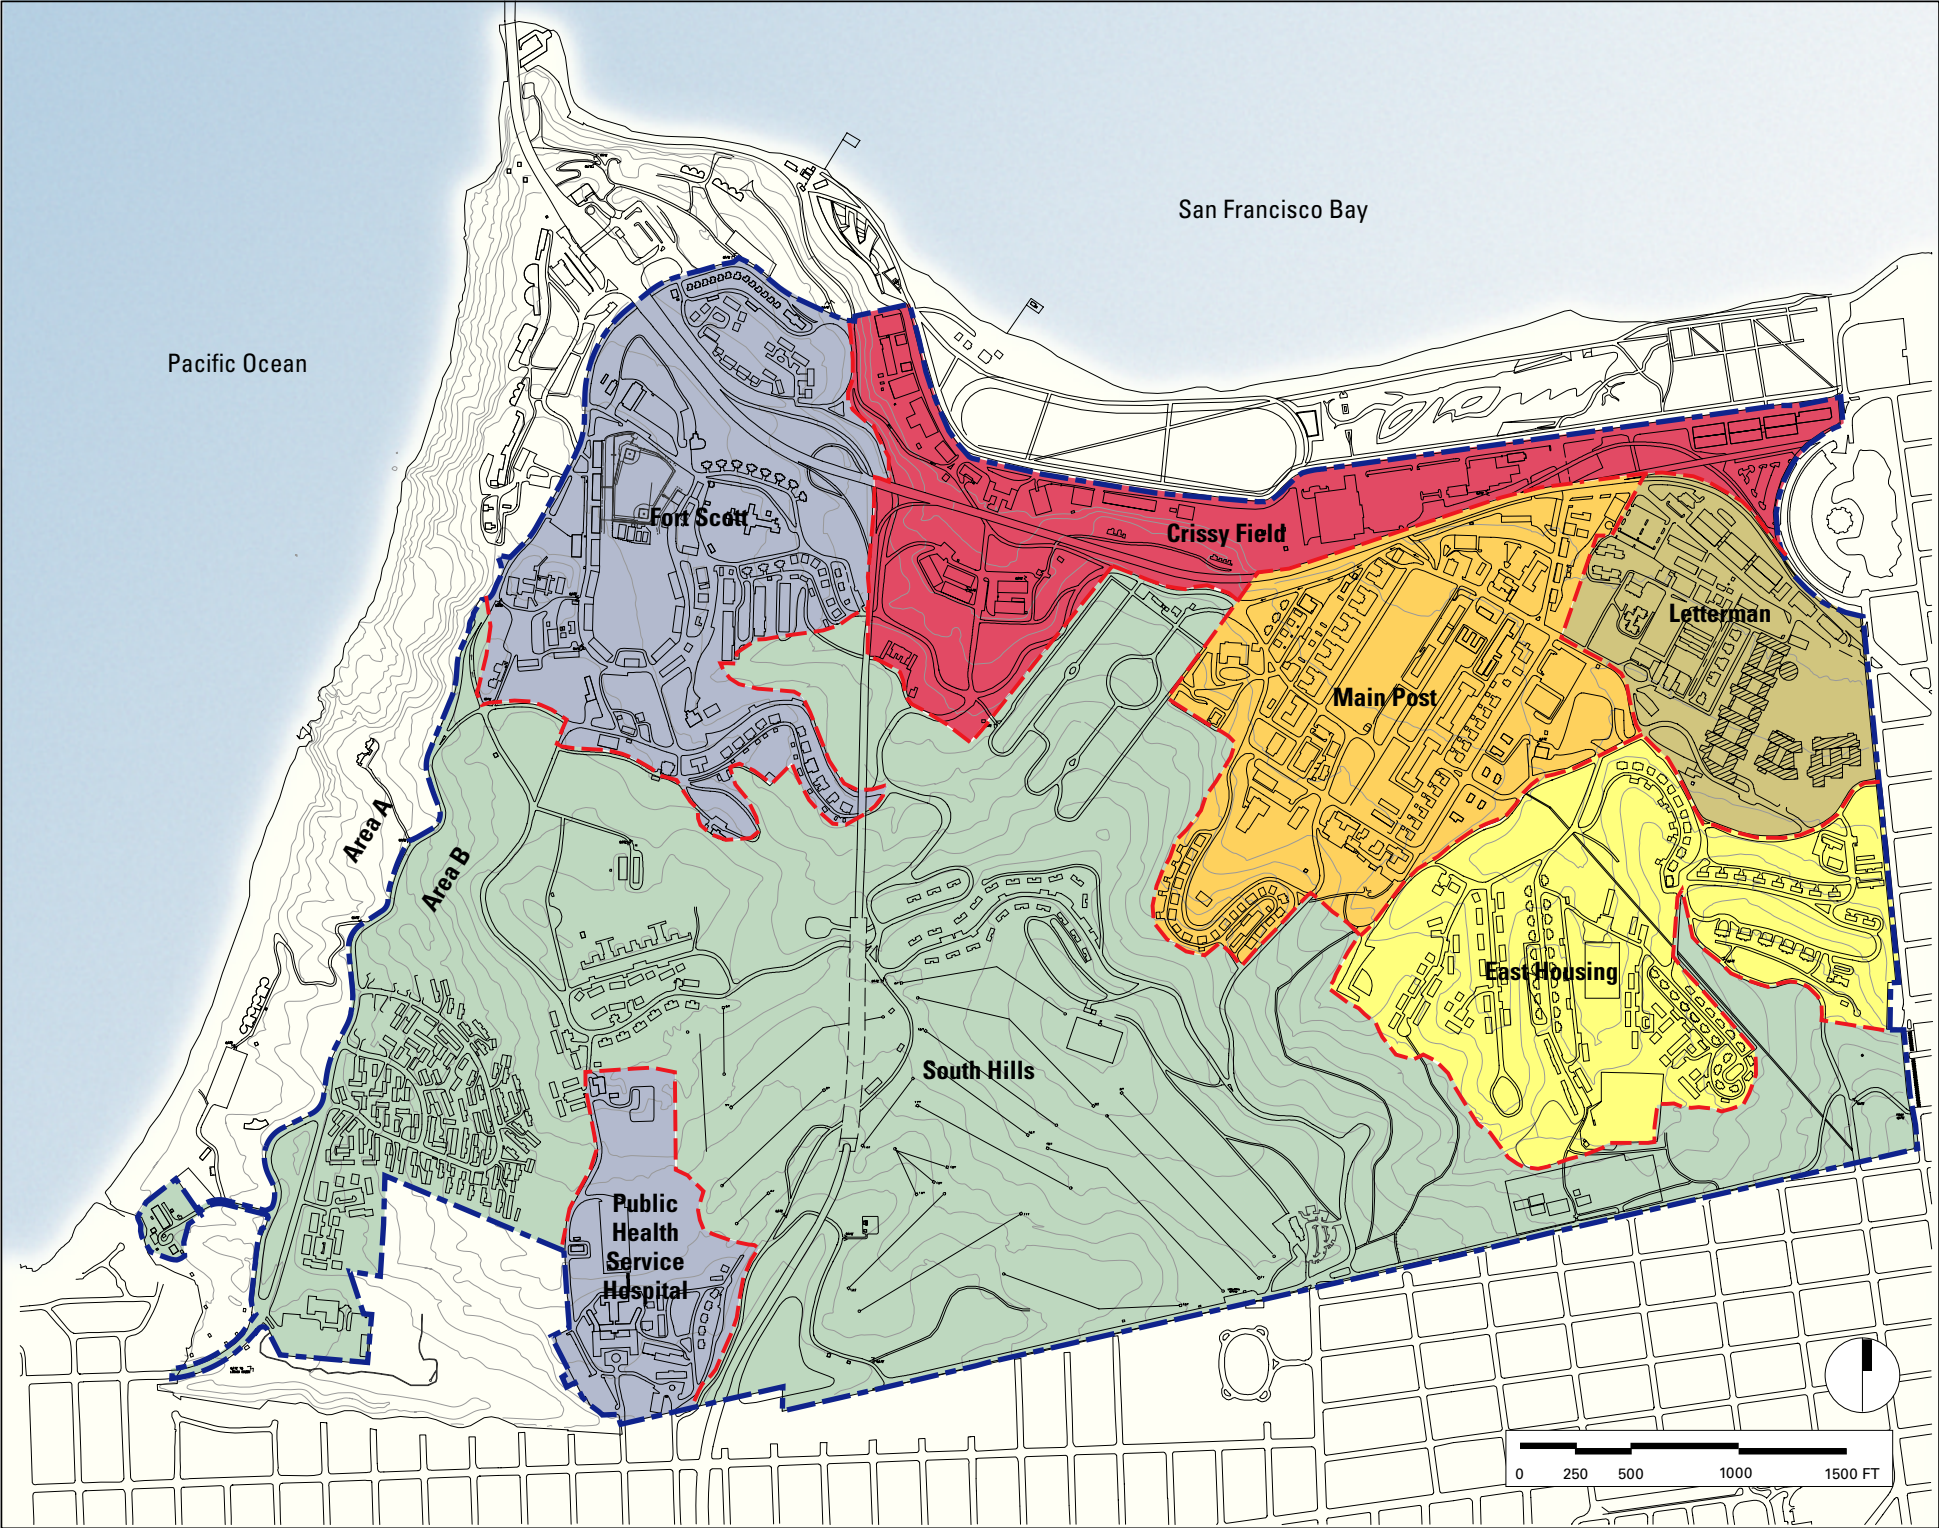 San Francisco Bay
Pacific Ocean
Fort Scott
Crissy Field
Letterman
Main Post
Area A
Area B
East Housing
South Hills
Public
Health
Service
Hospital
0 250 500 1000 1500 FT